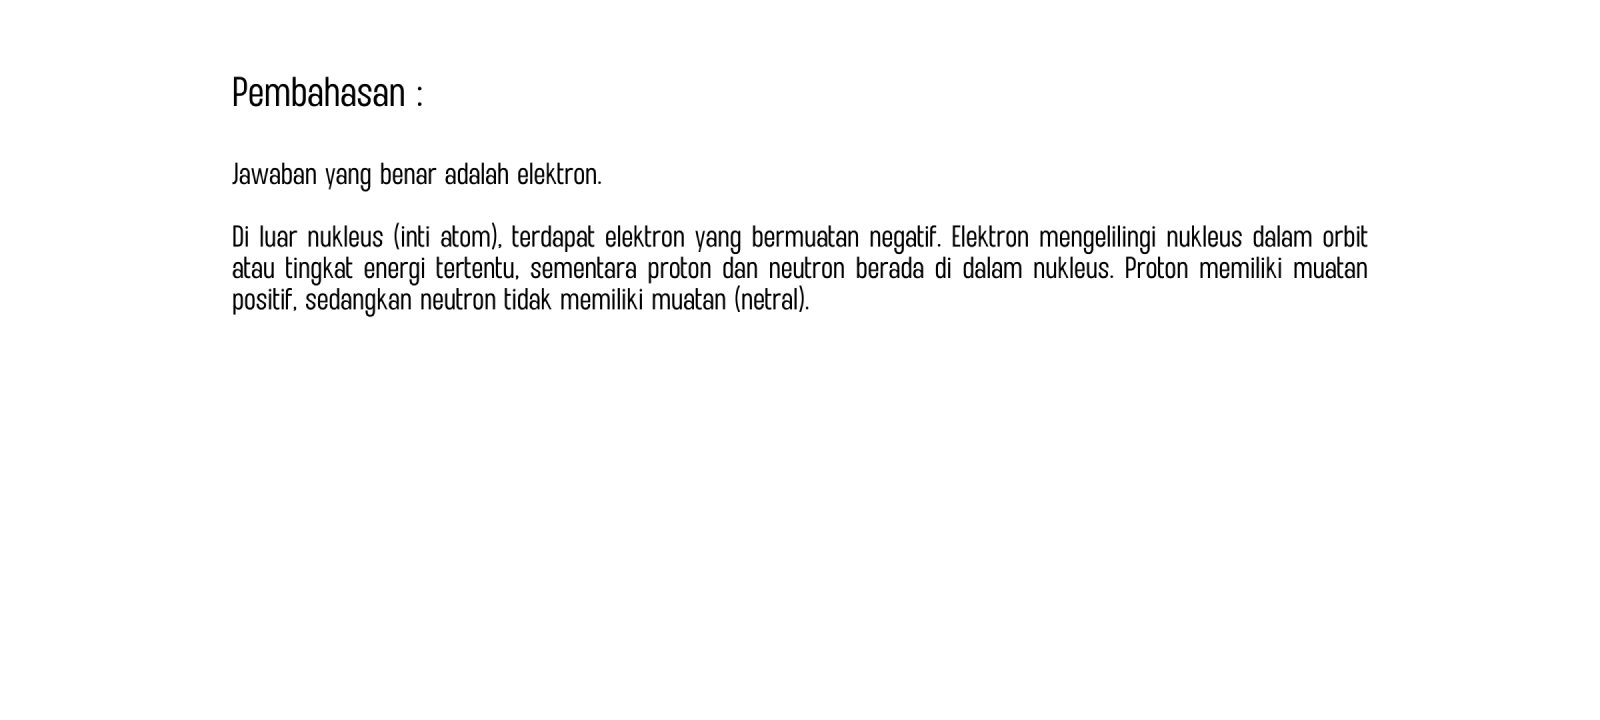 Pembahasan :
Jawaban yang benar adalah elektron.
Di luar nukleus (inti atom), terdapat elektron yang bermuatan negatif. Elektron mengelilingi nukleus dalam orbit
atau tingkat energi tertentu, sementara proton dan neutron berada di dalam nukleus. Proton memiliki muatan
positif, sedangkan neutron tidak memiliki muatan (netral).